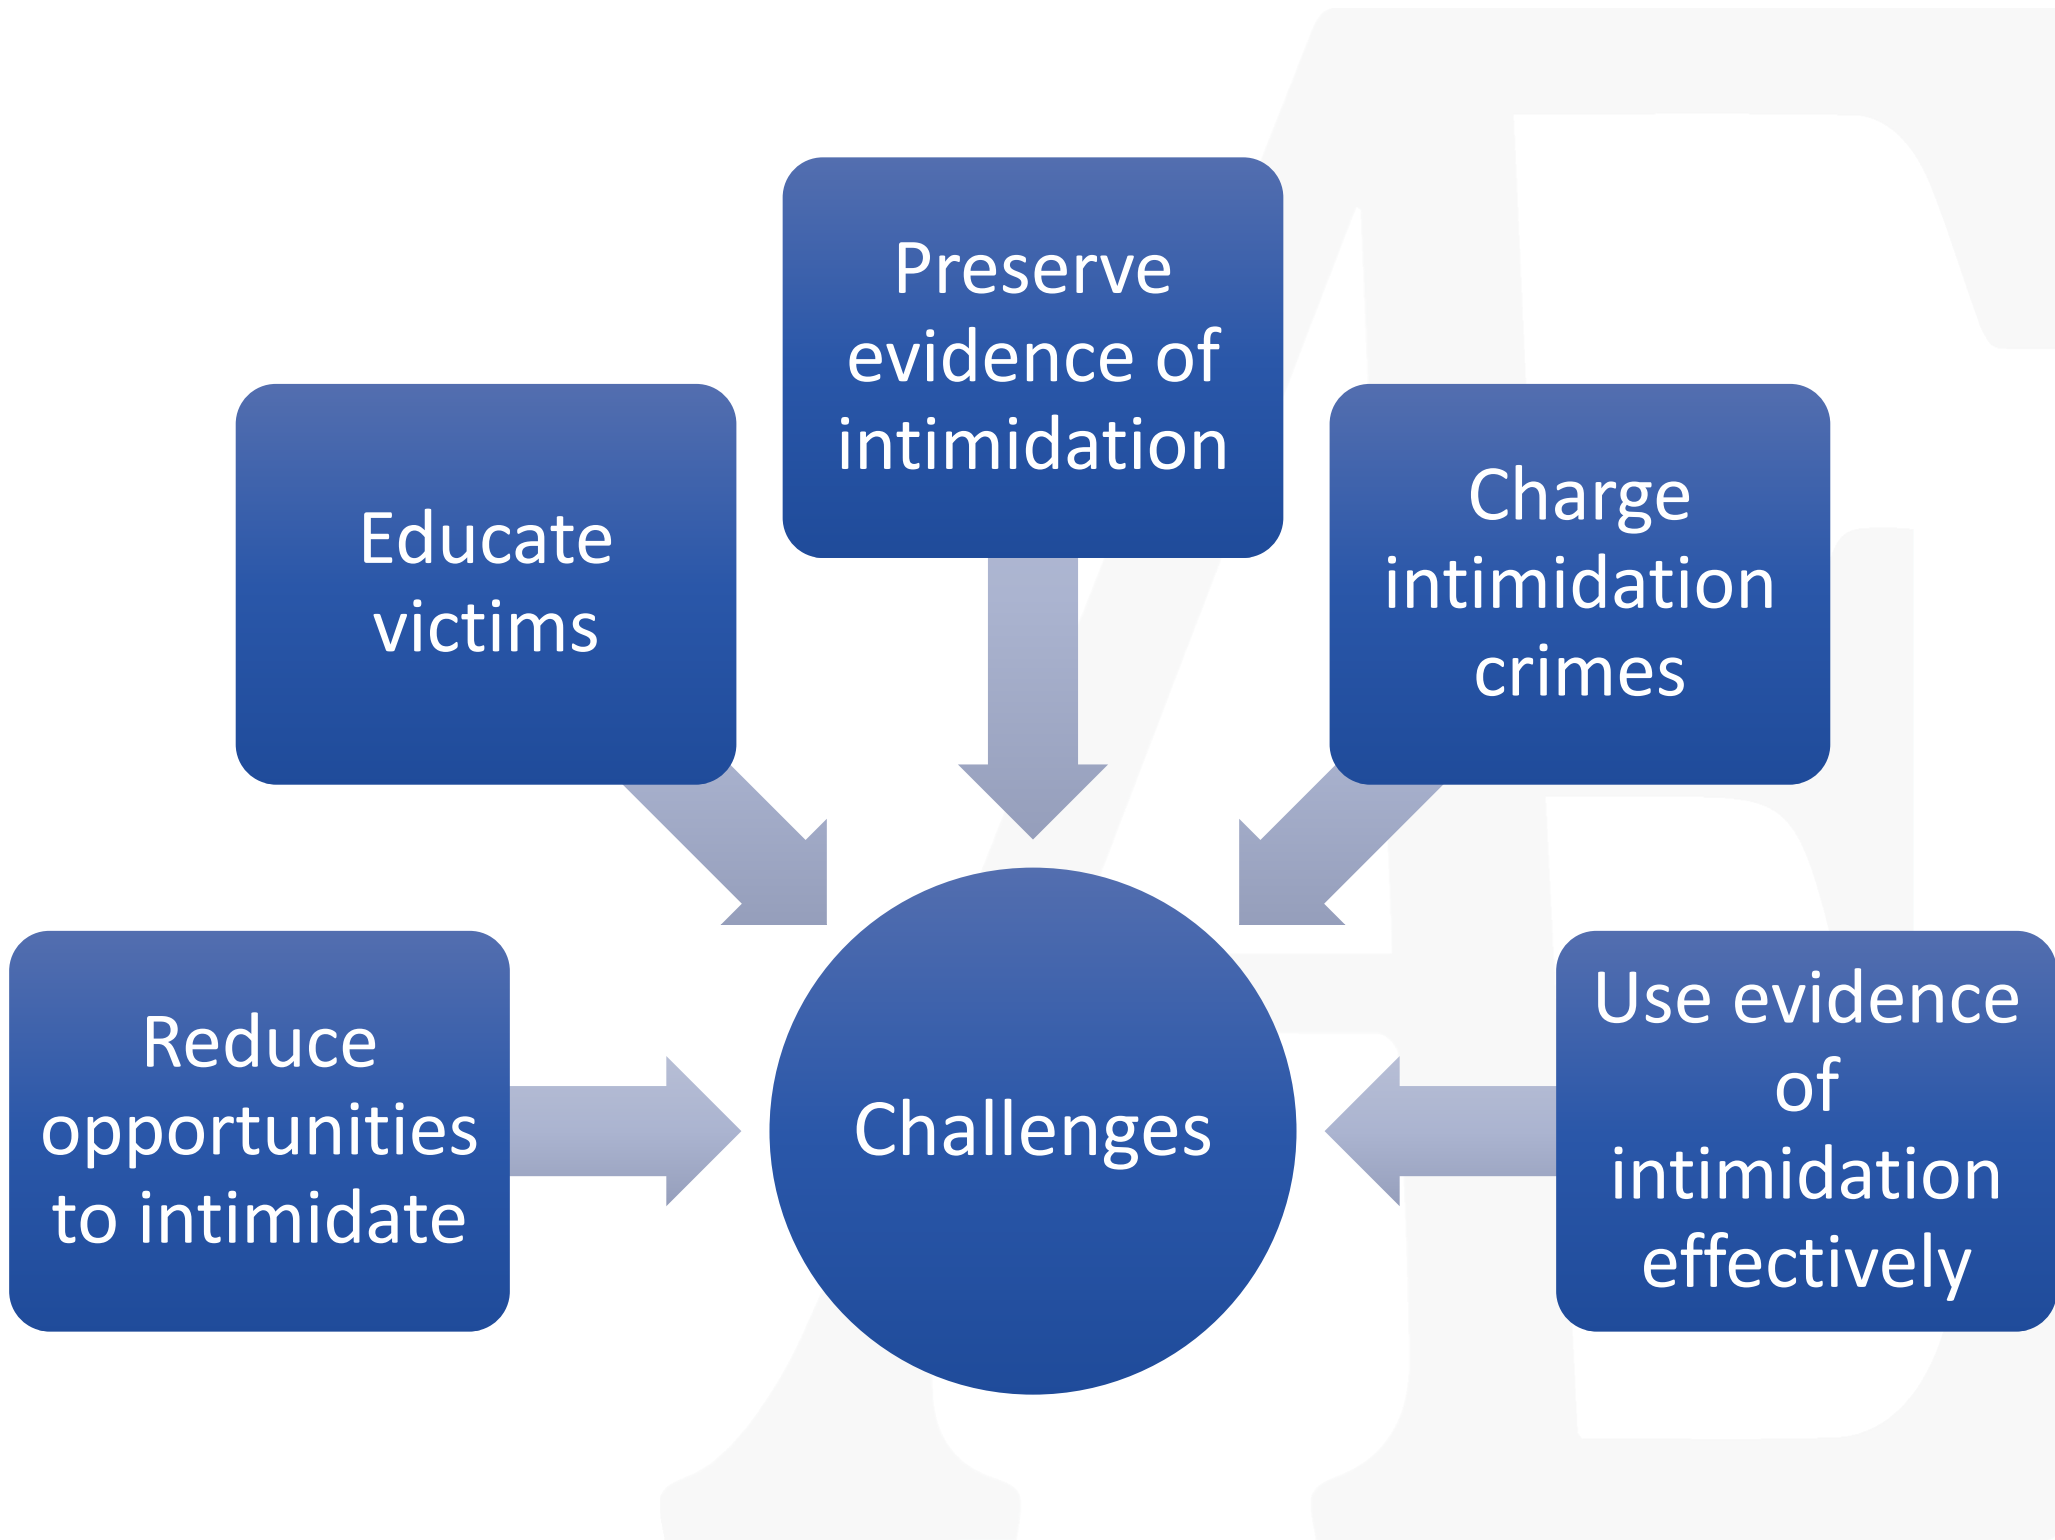 Preserve
evidence of
intimidation
Educate
victims
Charge
intimidation
crimes
Reduce
opportunities
to intimidate
Challenges
Use evidence
of
intimidation
effectively